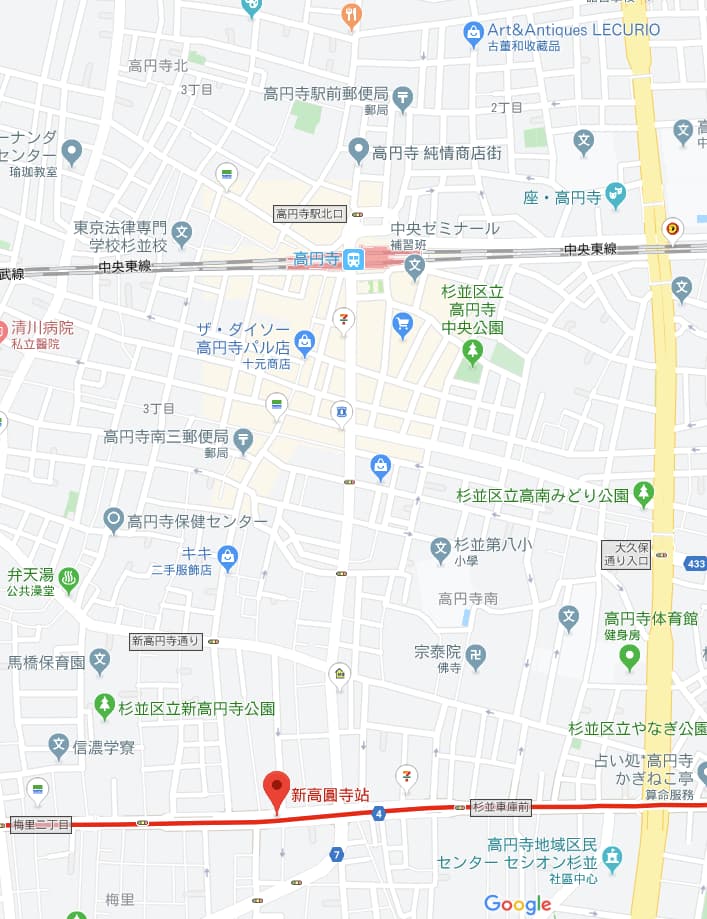 Art&Antiques LECURIO
古董和收藏品
高円寺北
3丁目
高円寺駅前郵便局
郵局
2丁目
ーナンダ
センター
瑜珈教室
高円寺 純情商店街
座・高円寺
高円寺駅北口
東京法律専門
学校杉並校
中央ゼミナール
補習班
中央東線
高円寺
武線
中央東線
杉並区立
高円寺
中央公園
清川病院
私立醫院
ザ・ダイソー
高円寺パル店
十元商店
3丁目
高円寺南三郵便局
郵局
杉並区立高南みどり公園
高円寺保健センター
キキ
二手服飾店
杉並第八小
小學
大久保
通り入口
433
弁天湯
公共澡堂
高円寺南
高円寺体育館
健身房
新高円寺通り
馬橋保育園
宗泰院
佛寺
杉並区立新高円寺公園
杉並区立やなぎ公園
信濃学寮
占い処*高円寺
かぎねこ亭
算命服務
新高圓寺站
梅里二丁目
4
杉並車庫前
7
高円寺地域区民
センター セシオン杉並
社區中心
梅里
Google